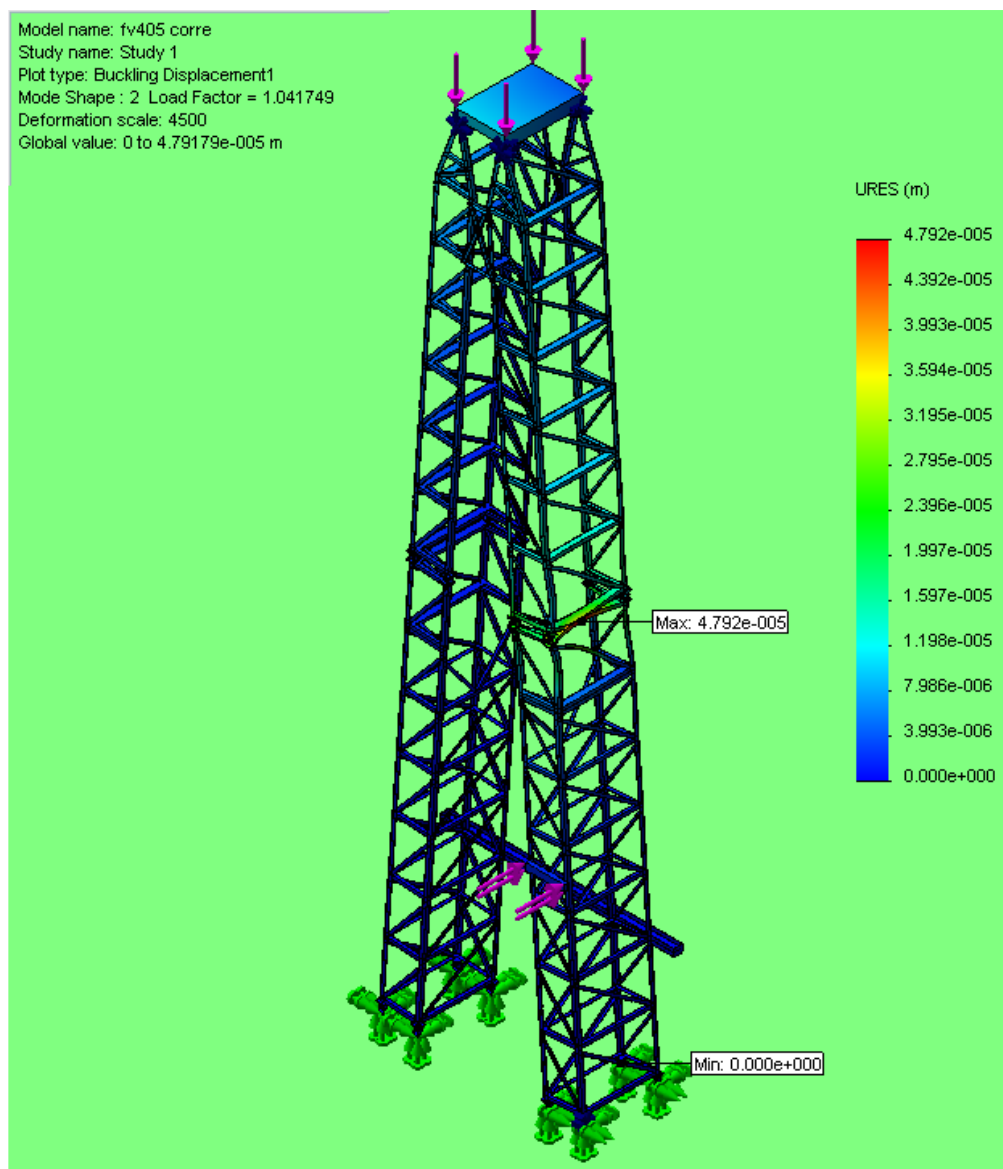 Model name: fv405 corre
Study name: Study 1
Plot type: Buckling Displacement1
Mode Shape : 2 Load Factor = 1.041749
Deformation scale: 4500
Global value: 0 to 4.79179e-005 m
URES (m)
4.792e-005
4.392e-005
3.993e-005
3.594e-005
3.195e-005
2.795e-005
2.396e-005
1.997e-005
1.597e-005
1.198e-005
7.986e-006
3.993e-006
0.000e+000
Max: 4.792e-005
Min: 0.000e+000